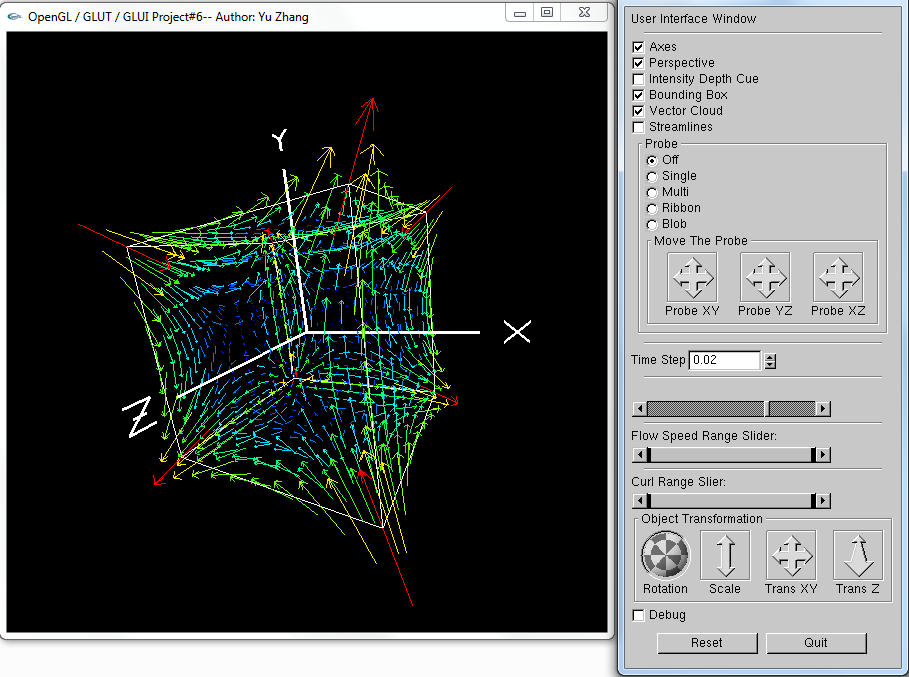 OpenGL / GLUT / GLUI Project#6-- Author: Yu Zhang
Y
X
Z
User Interface Window
Axes
Perspective
Intensity Depth Cue
Bounding Box
Vector Cloud
Streamlines
Probe
Off
Single
Multi
Ribbon
Blob
Move The Probe
Probe XY Probe YZ Probe XZ
Time Step 0.02
Flow Speed Range Slider:
Curl Range Slier:
Object Transformation
Rotation Scale Trans XY Trans Z
Debug
Reset Quit